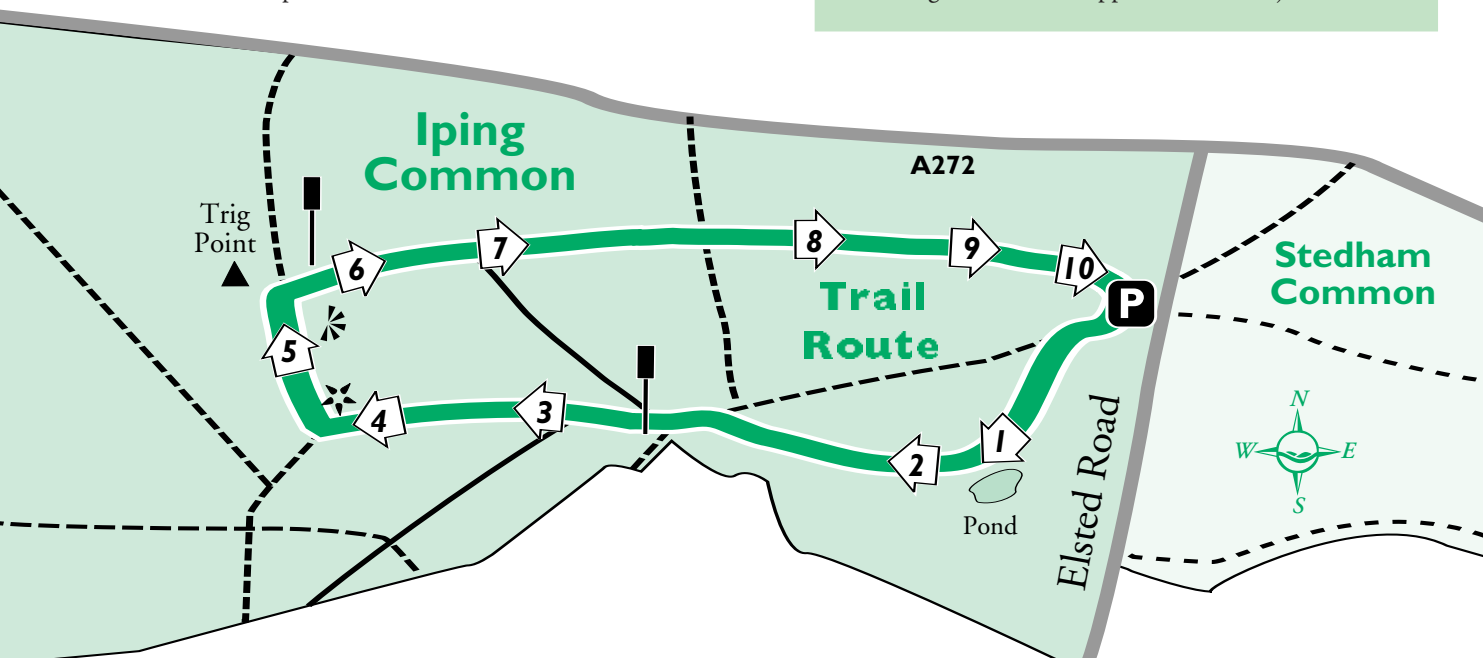 Iping
Common
A272
Trig
Point
Stedham
Common
Trail
Route
P
1
2
3
4
5
6
7
8
9
10
Pond
Elsted Road
N
W
E
S